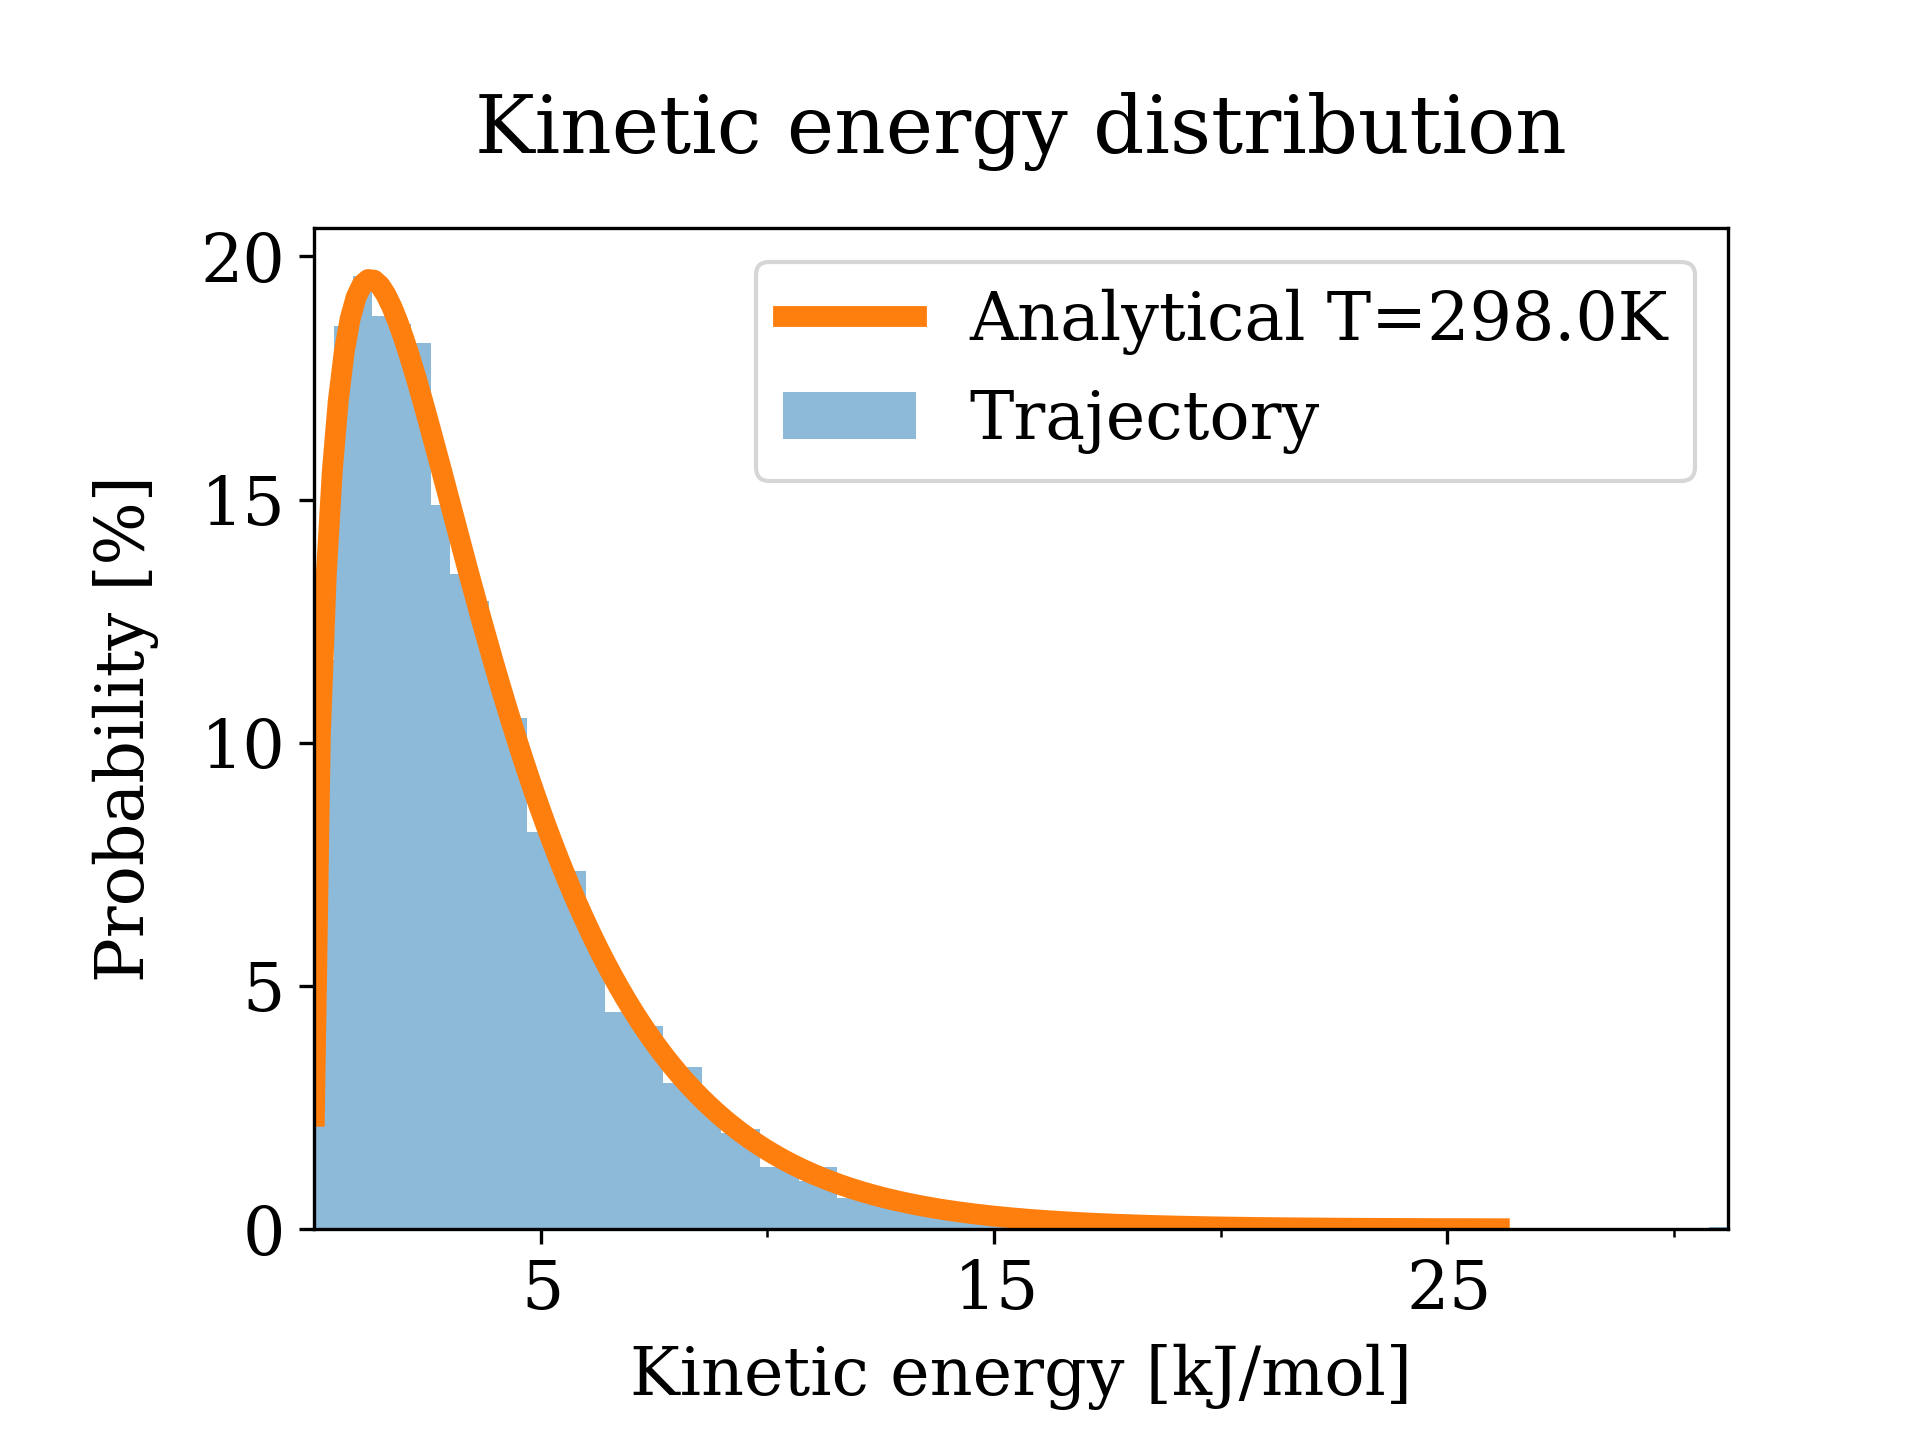 Kinetic energy distribution
20
15
10
5
0
Probability [%]
Analytical T=298.0K
Trajectory
5
15
25
Kinetic energy [kJ/mol]